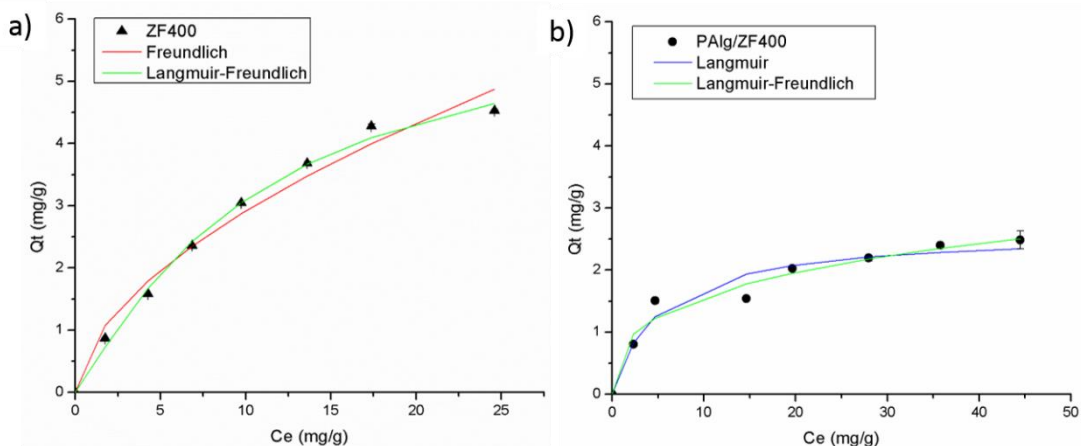 a)
ZF400
Freundlich
Langmuir-Freundlich
Qt (mg/g)
6
5
4
3
2
1
0
0 5 10 15 20 25
Ce (mg/g)
b)
PAlg/ZF400
Langmuir
Langmuir-Freundlich
Qt (mg/g)
6
5
4
3
2
1
0
0 10 20 30 40 50
Ce (mg/g)